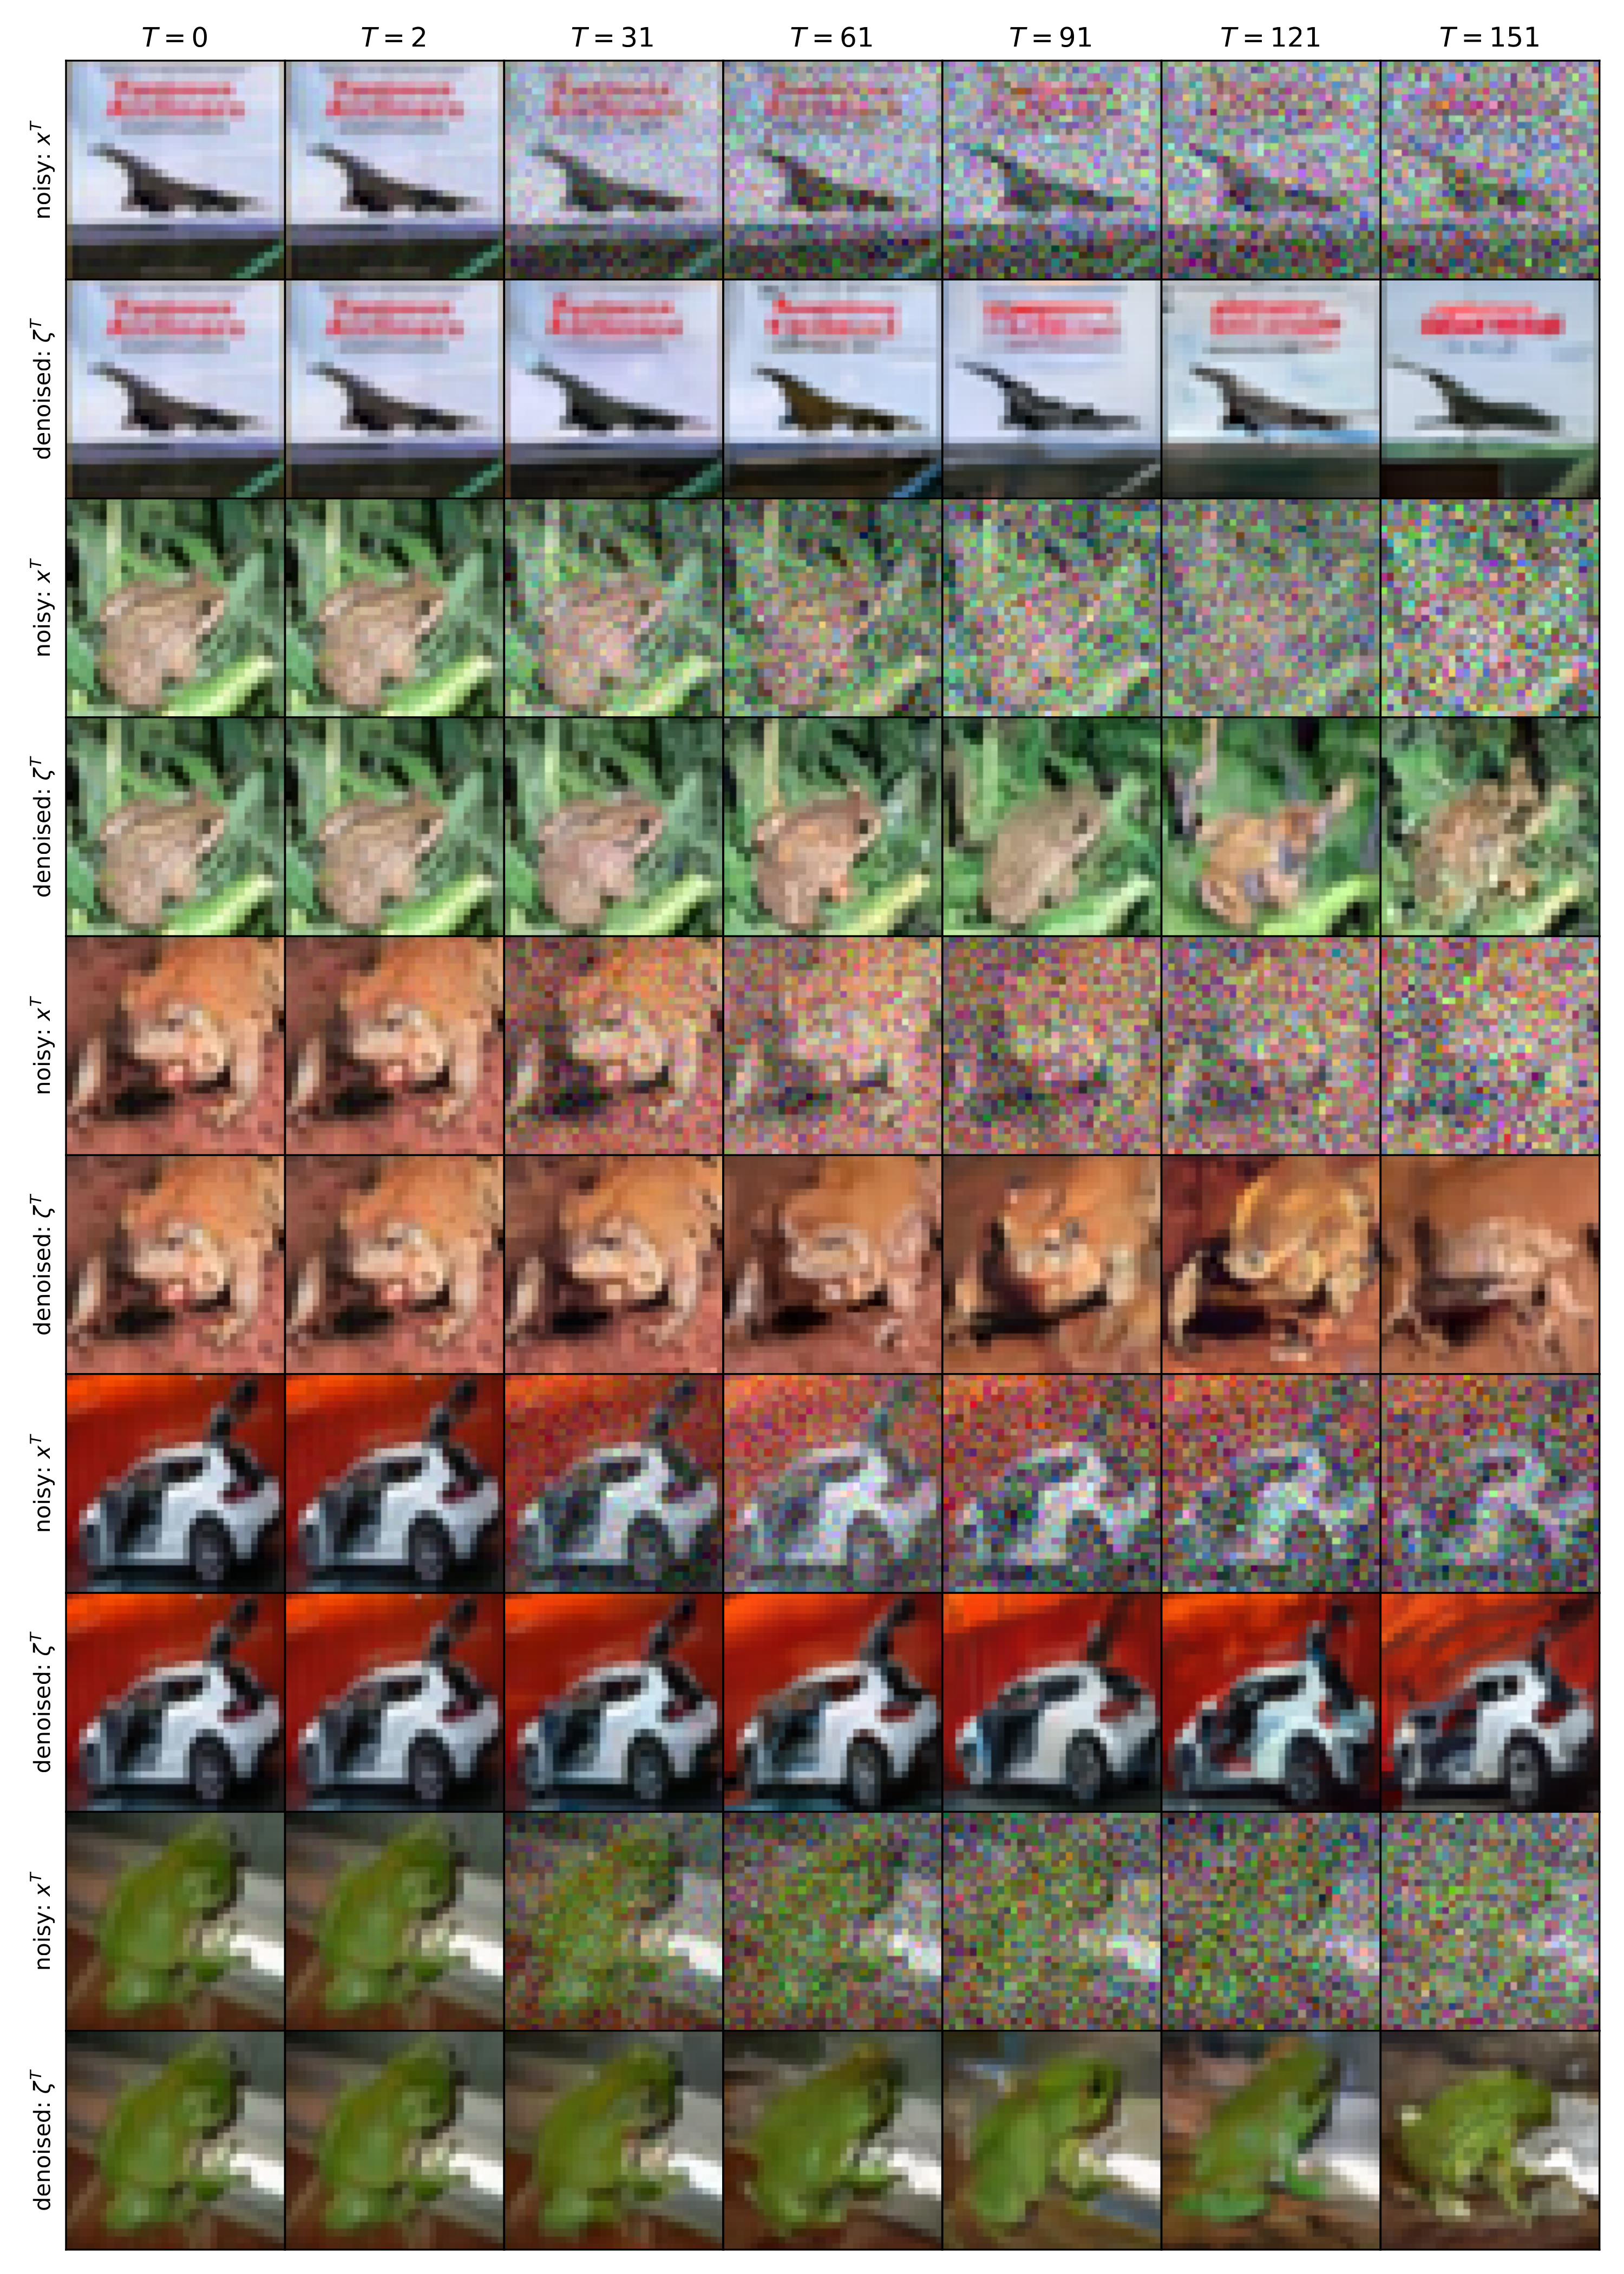 T = 0 T = 2 T = 31 T = 61 T = 91 T = 121 T = 151
noisy: x^T
denoised: ζ^T
noisy: x^T
denoised: ζ^T
noisy: x^T
denoised: ζ^T
noisy: x^T
denoised: ζ^T
noisy: x^T
denoised: ζ^T